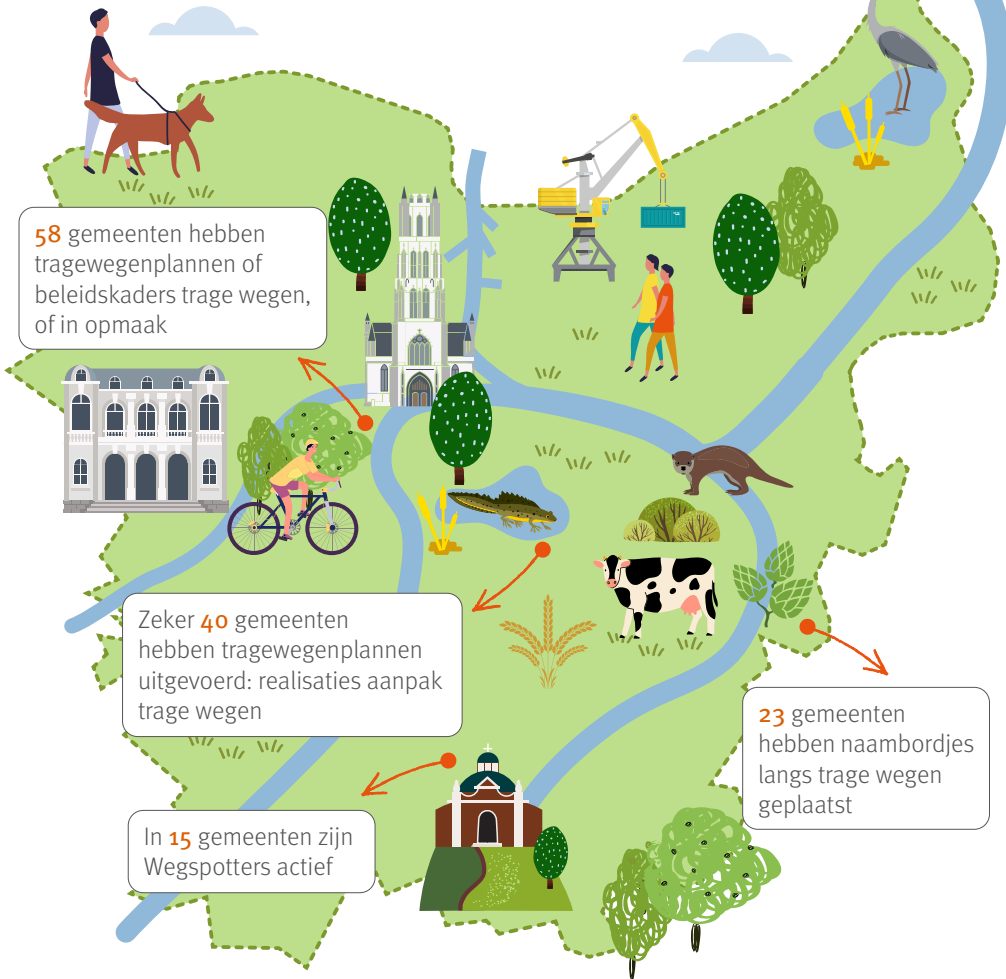 58 gemeenten hebben
tragewegenplannen of
beleidskaders trage wegen,
of in opmaak
Zeker 40 gemeenten
hebben tragewegenplannen
uitgevoerd: realisaties aanpak
trage wegen
23 gemeenten
hebben naambordjes
langs trage wegen
geplaatst
In 15 gemeenten zijn
Wegspotters actief